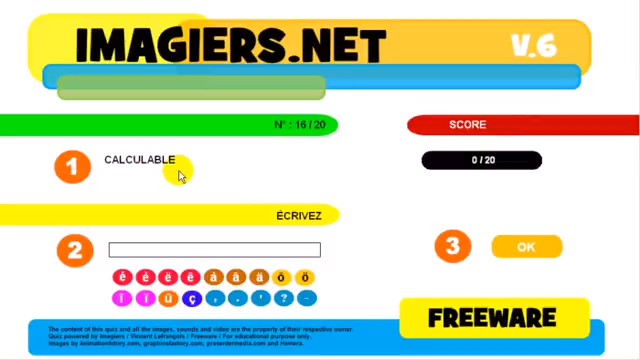 IMAGIERS.NET
V.6
N° : 16 / 20
SCORE
1
CALCULABLE
0 / 20
ÉCRIVEZ
2
3
OK
?
FREEWARE
The content of this quiz and all the images, sounds and video are the property of their respective owner.
Quiz powered by Imagiers / Vincent Lefrançois / Freeware / For educational purpose only.
Images by Animationfctory.com, graphicsfactory.com, presentermedia.com and Hemera.